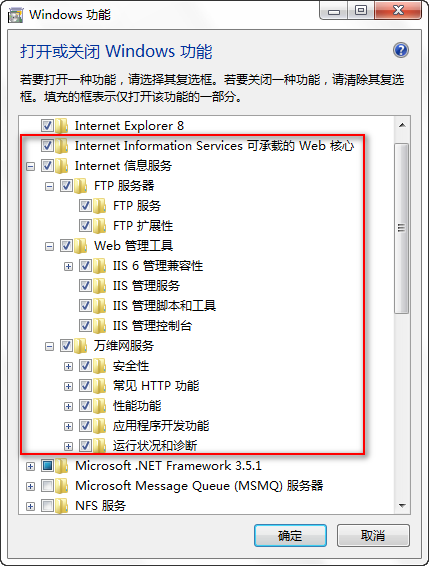 Windows 功能
打开或关闭 Windows 功能
若要打开一种功能，请选择其复选框。若要关闭一种功能，请清除其复选
框。填充的框表示仅打开该功能的一部分。
Internet Explorer 8
Internet Information Services 可承载的 Web 核心
Internet 信息服务
FTP 服务器
FTP 服务
FTP 扩展性
Web 管理工具
IIS 6 管理兼容性
IIS 管理服务
IIS 管理脚本和工具
IIS 管理控制台
万维网服务
安全性
常见 HTTP 功能
性能功能
应用程序开发功能
运行状况和诊断
Microsoft .NET Framework 3.5.1
Microsoft Message Queue (MSMQ) 服务器
NFS 服务
确定
取消